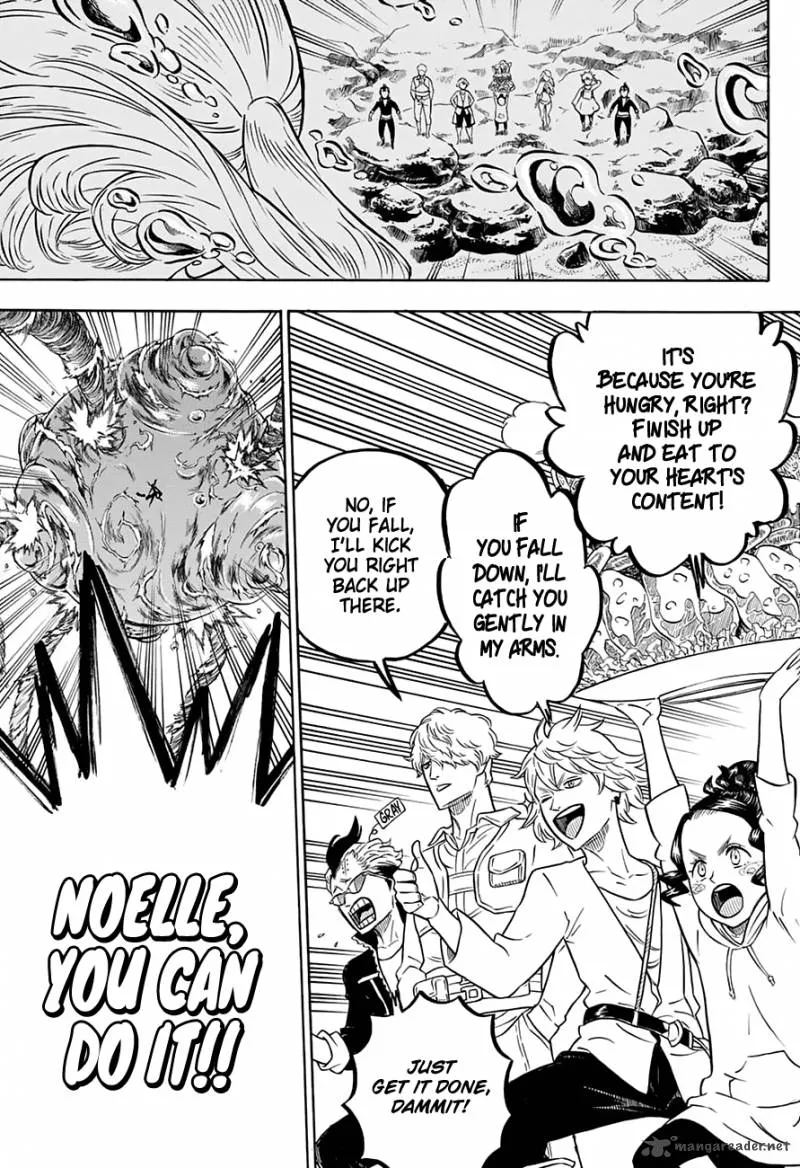 IT'S
BECAUSE YOU'RE
HUNGRY, RIGHT?
FINISH UP
AND EAT TO
YOUR HEART'S
CONTENT!
IF
YOU FALL
DOWN, I'LL
CATCH YOU
GENTLY IN
MY ARMS.
NO, IF
YOU FALL,
I'LL KICK
YOU RIGHT
BACK UP
THERE.
GRAY
JUST
GET IT DONE,
DAMMIT!
NOELLE,
YOU CAN
DO IT!!
mangareader.net